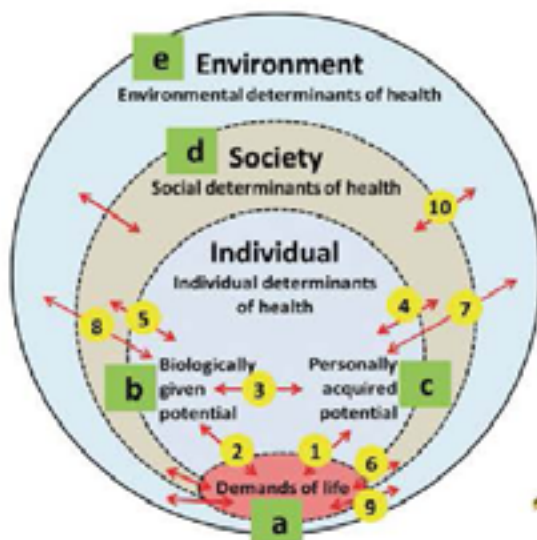 e
Environment
Environmental determinants of health
d
Society
Social determinants of health
10
Individual
Individual determinants
of health
8
5
4
7
b
Biologically
given
potential
3
Personally
acquired
potential
c
2
1
6
Demands of life
9
a